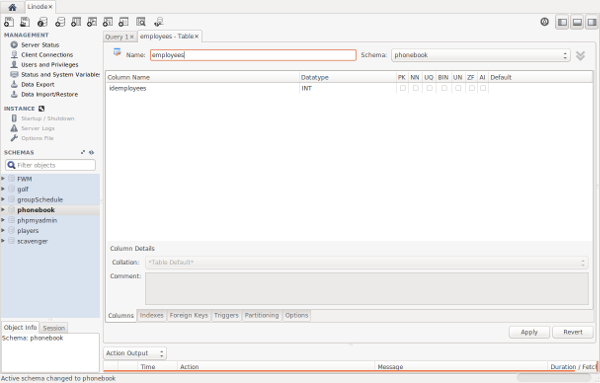 Linode×
MANAGEMENT
Server Status
Client Connections
Users and Privileges
Status and System Variable
Data Export
Data Import/Restore
INSTANCE
Startup / Shutdown
Server Logs
Options File
SCHEMAS
Filter objects
FWM
golf
groupSchedule
phonebook
phpmyadmin
players
scavenger
Object Info Session
Schema: phonebook
Query 1× employees - Table×
Name: employees Schema: phonebook
Column Name Datatype PK NN UQ BIN UN ZF AI Default
idemployees INT
Column Details
Collation: *Table Default*
Comment:
Columns Indexes Foreign Keys Triggers Partitioning Options
Apply Revert
Action Output
Time Action Message Duration / Fetch
Active schema changed to phonebook